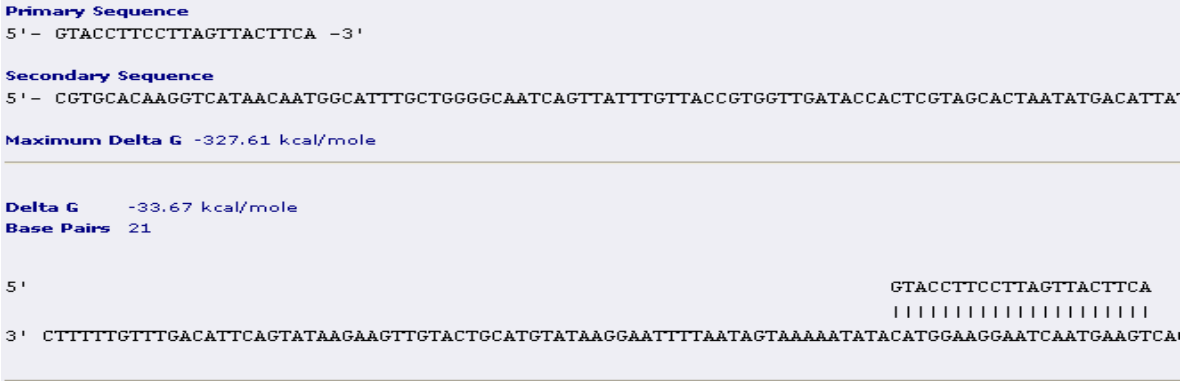 Primary Sequence
5'- GTACCTTCCTTAGTTACTTCA -3'
Secondary Sequence
5'- CGTGCACAAGGTCATAACAATGGCATTTGCTGGGGCAATCAGTTATTTGTTACCGTGGTTGATACCACTCGTAGCACTAATATGACATTAT
Maximum Delta G -327.61 kcal/mole
Delta G -33.67 kcal/mole
Base Pairs 21
5' GTACCTTCCTTAGTTACTTCA
| | | | | | | | | | | | | | | | | | | | |
3' CTTTTTGTTTGACATTCAGTATAAGAAGTTGTACTGCATGTATAAGGAATTTTAATAGTAAAAATATACATGGAAGGAATCAATGAAGTCAG